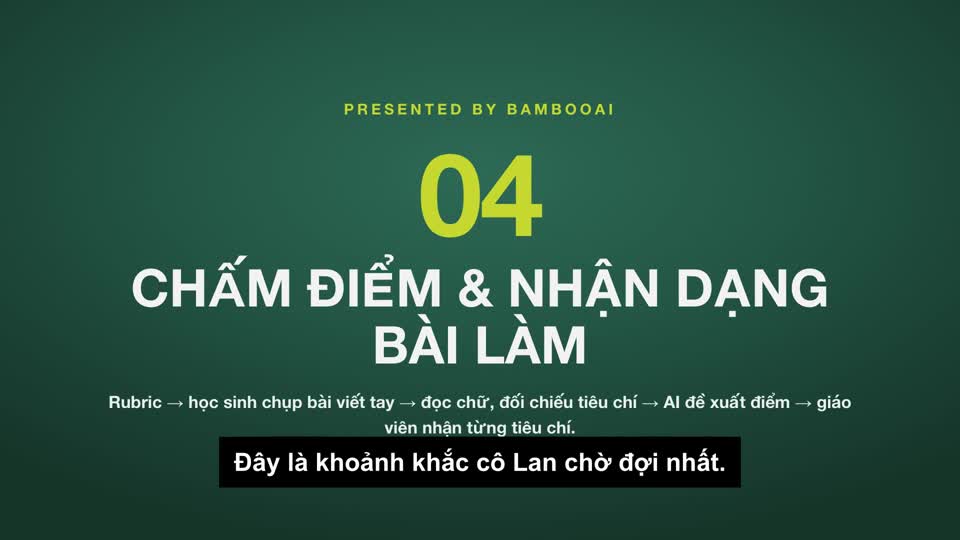 PRESENTED BY BAMBOOAI
04
CHẤM ĐIỂM & NHẬN DẠNG
BÀI LÀM
Rubric → học sinh chụp bài viết tay → đọc chữ, đối chiếu tiêu chí → AI đề xuất điểm → giáo
viên nhận từng tiêu chí.
Đây là khoảnh khắc cô Lan chờ đợi nhất.